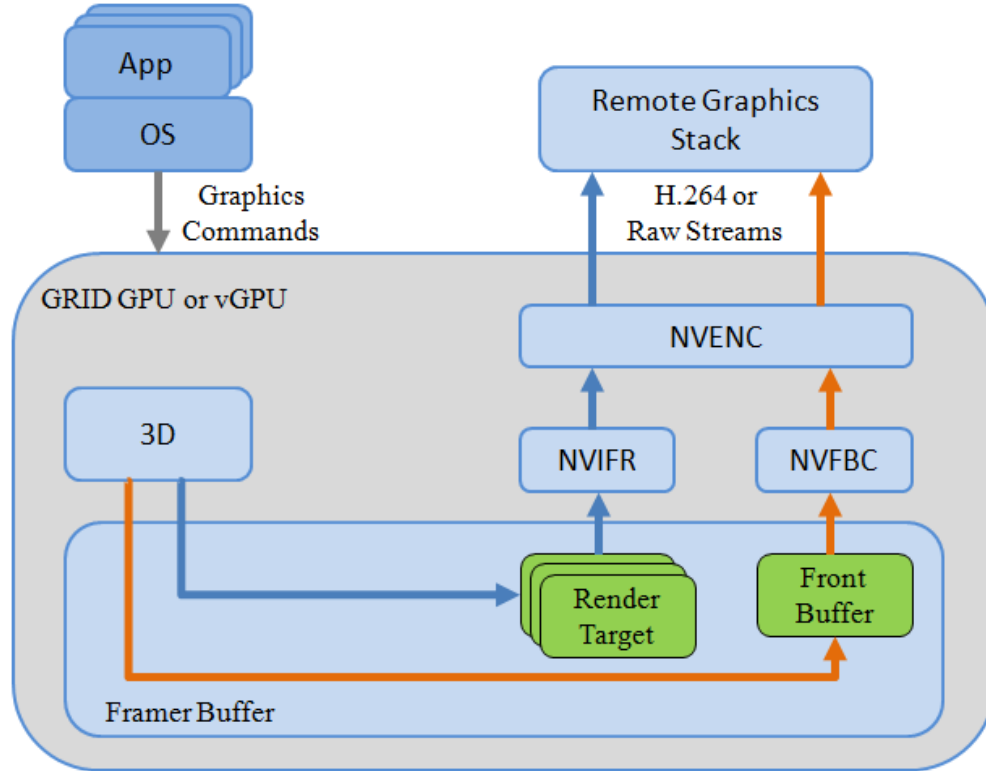 App
OS
Remote Graphics
Stack
Graphics
Commands
H.264 or
Raw Streams
GRID GPU or vGPU
NVENC
3D
NVIFR
NVFBC
Render
Target
Front
Buffer
Framer Buffer